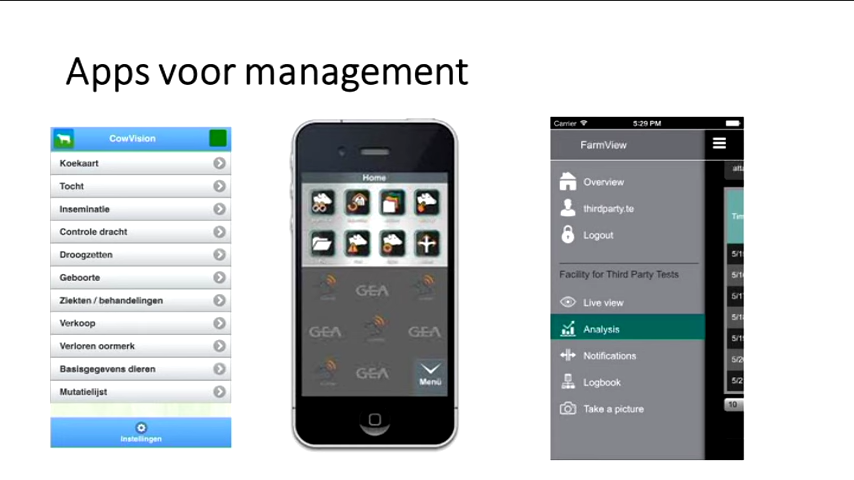 Apps voor management
CowVision
Koekaart
Tocht
Inseminatie
Controle dracht
Droogzetten
Geboorte
Ziekten / behandelingen
Verkoop
Verloren oormerk
Basisgegevens dieren
Mutatielijst
Instellingen
Home
GEA
GEA
GEA
GEA
Menü
Carrier
5:29 PM
FarmView
Overview
thirdparty.te
Logout
Facility for Third Party Tests
Live view
Analysis
Notifications
Logbook
Take a picture
10